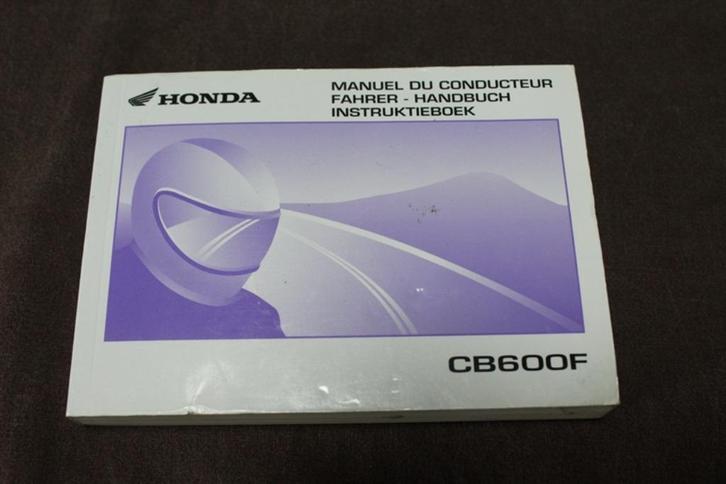 HONDA
MANUEL DU CONDUCTEUR
FAHRER - HANDBUCH
INSTRUKTIEBOEK
CB600F